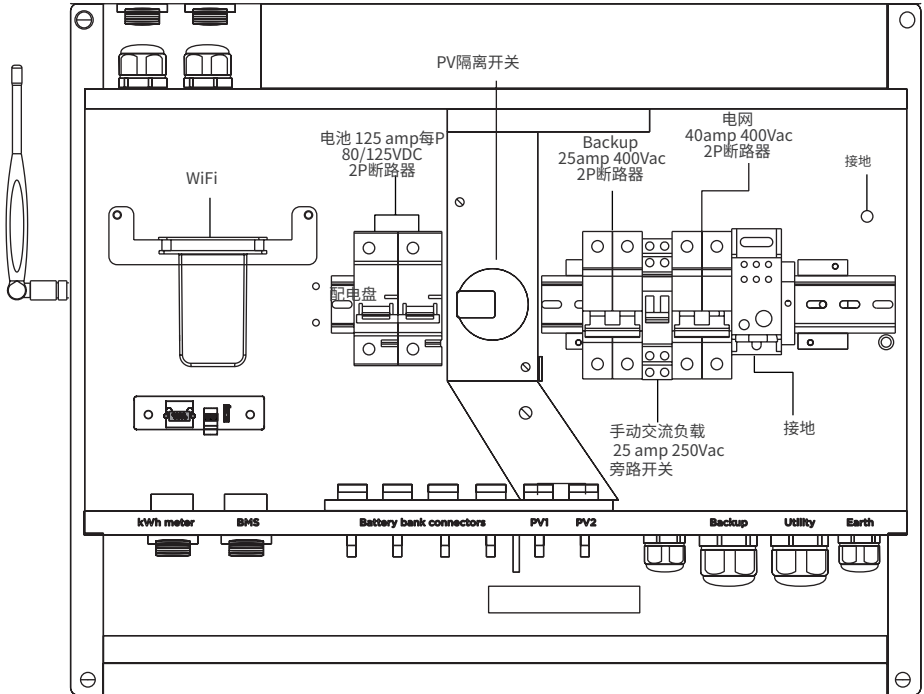 PV隔离开关
电网
40amp 400Vac
2P断路器
电池 125 amp每P
80/125VDC
2P断路器
Backup
25amp 400Vac
2P断路器
接地
WiFi
配电盘
手动交流负载
25 amp 250Vac
旁路开关
接地
kWh meter
BMS
Battery bank connectors
PV1
PV2
Backup
Utility
Earth